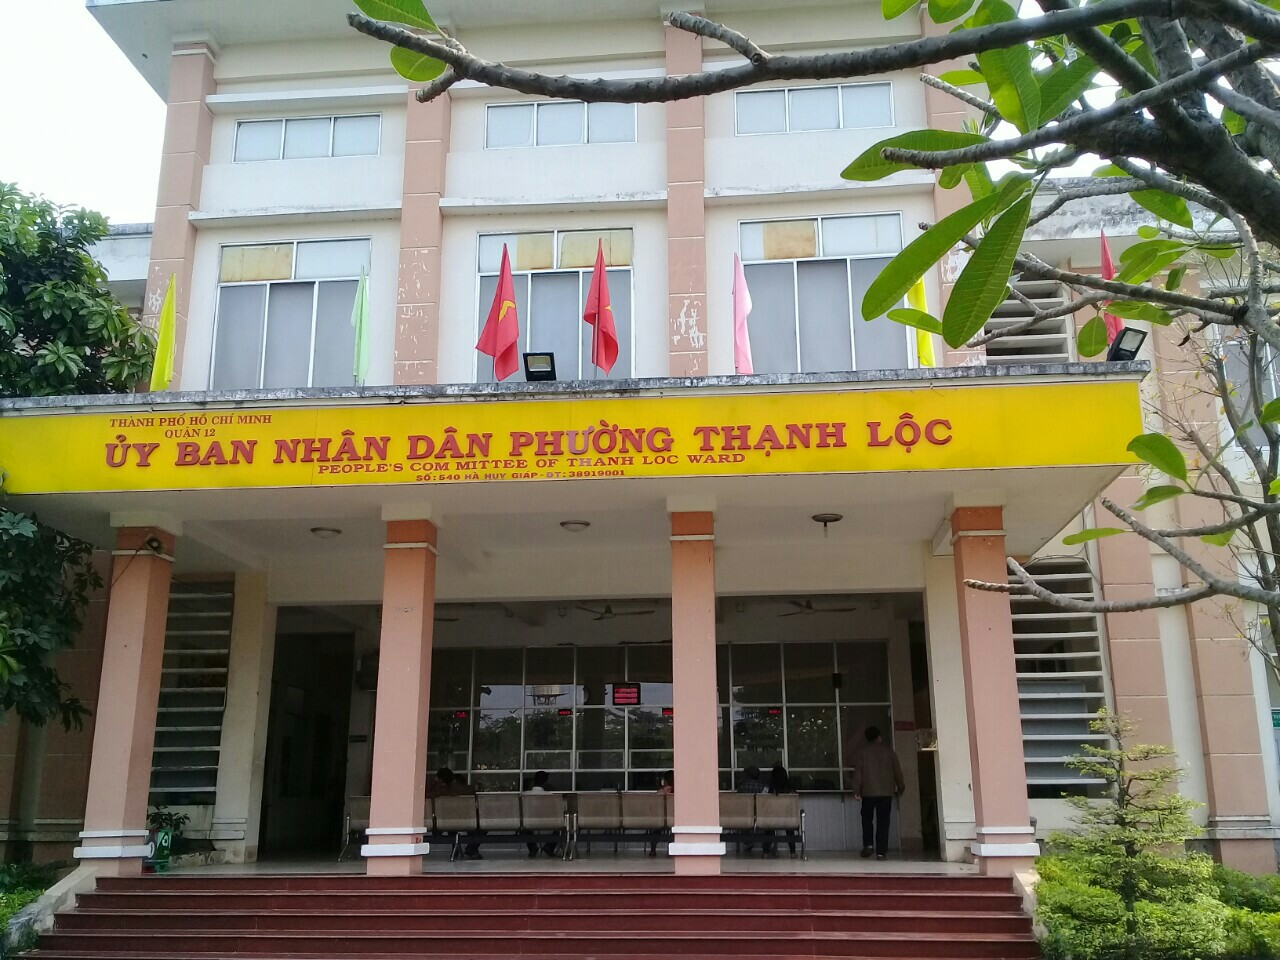 THÀNH PHỐ HỒ CHÍ MINH
QUẬN 12
ỦY BAN NHÂN DÂN PHƯỜNG THẠNH LỘC
PEOPLE'S COM MITTEE OF THANH LOC WARD
SỐ: 540 HÀ HUY GIÁP - ĐT: 38919001